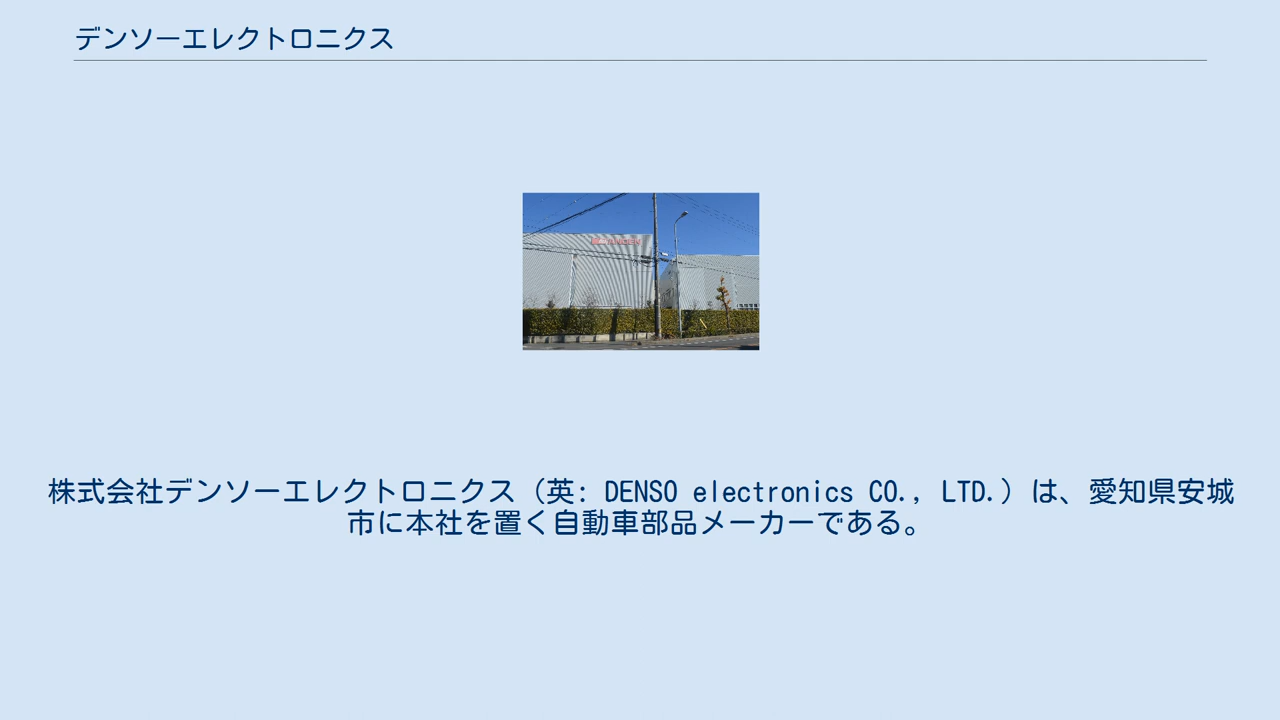 デンソーエレクトロニクス
株式会社デンソーエレクトロニクス（英: DENSO electronics CO., LTD.）は、愛知県安城
市に本社を置く自動車部品メーカーである。